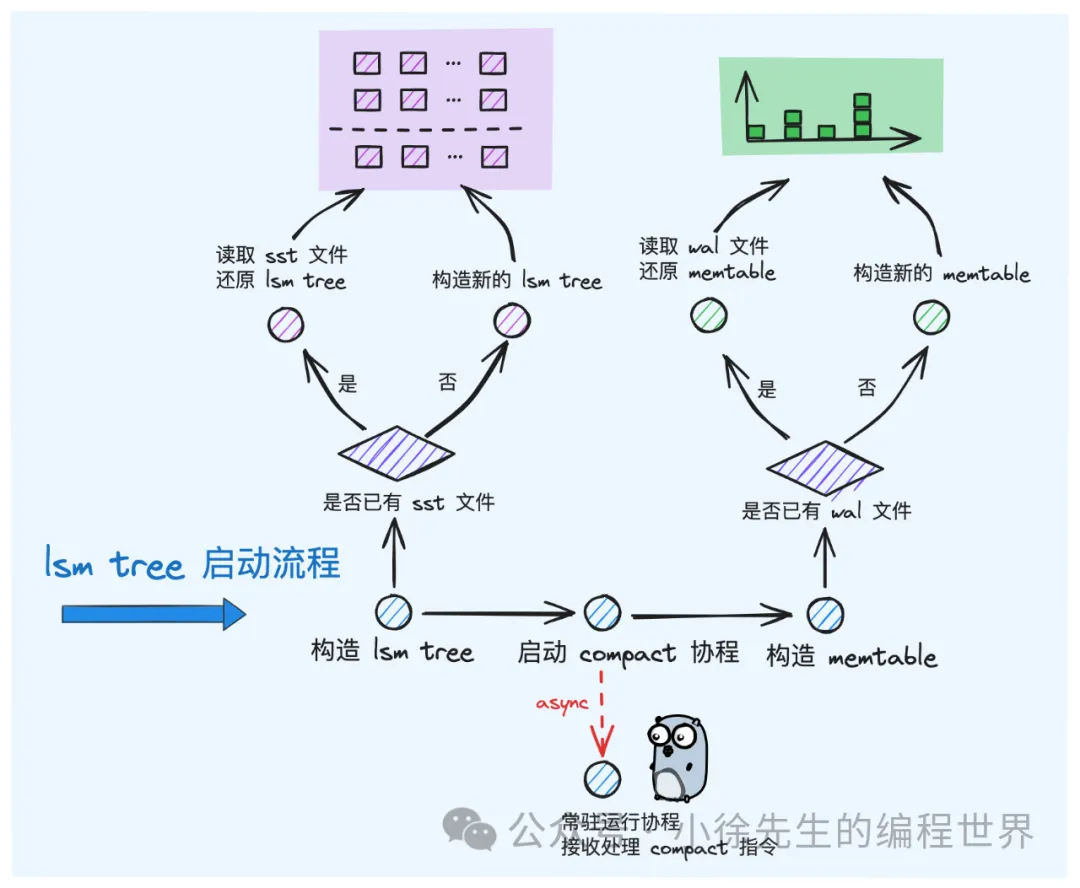 读取 sst 文件
还原 lsm tree
构造新的 lsm tree
读取 wal 文件
还原 memtable
构造新的 memtable
是
否
是
否
是否已有 sst 文件
是否已有 wal 文件
lsm tree 启动流程
构造 lsm tree
启动 compact 协程
构造 memtable
async
常驻运行协程
接收处理 compact 指令
公众号 · 小徐先生的编程世界